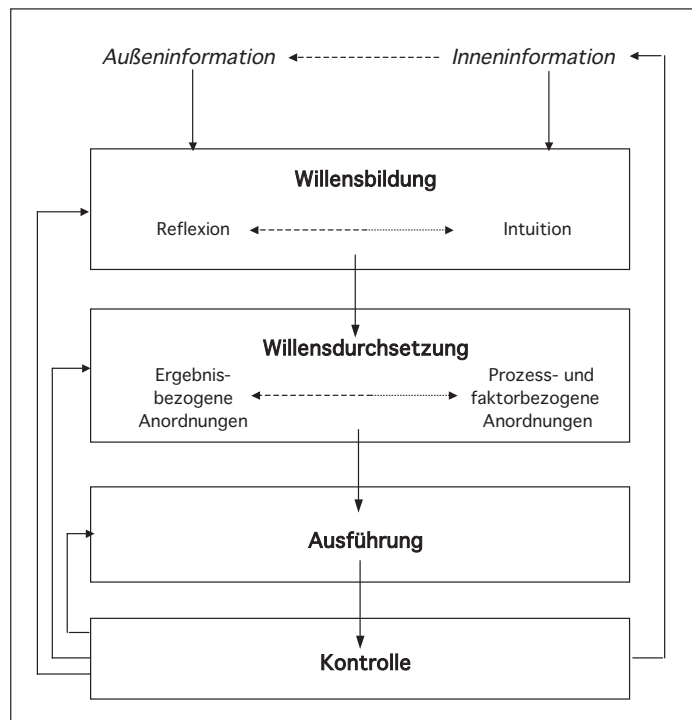 Außeninformation Inneninformation
Willensbildung
Reflexion Intuition
Willensdurchsetzung
Ergebnis-
bezogene
Anordnungen
Prozess- und
faktorbezogene
Anordnungen
Ausführung
Kontrolle